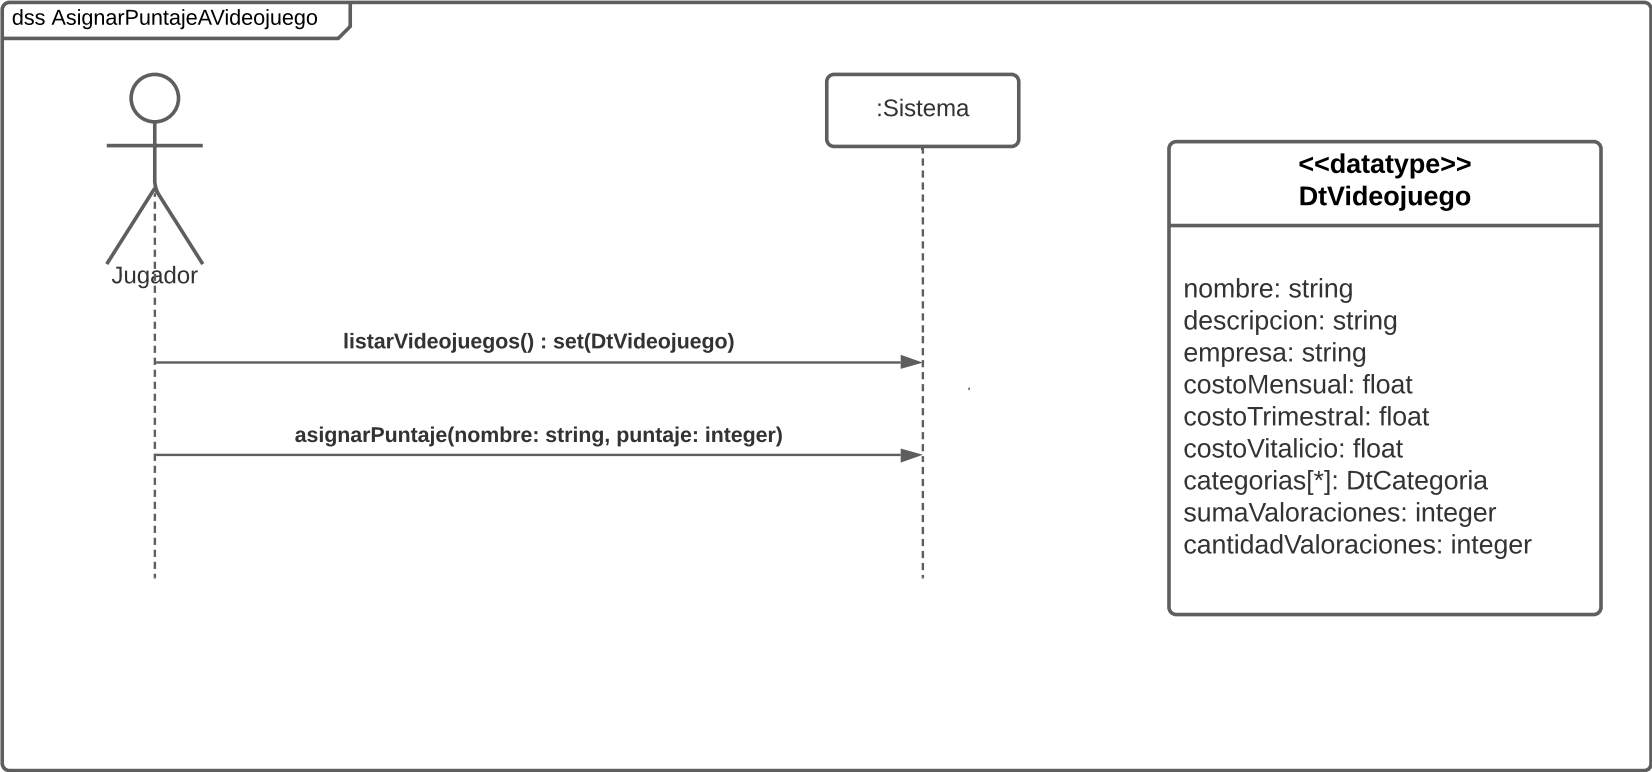 dss AsignarPuntajeAVideojuego
:Sistema
Jugador
listarVideojuegos() : set(DtVideojuego)
asignarPuntaje(nombre: string, puntaje: integer)
<<datatype>>
DtVideojuego
nombre: string
descripcion: string
empresa: string
costoMensual: float
costoTrimestral: float
costoVitalicio: float
categorias[*]: DtCategoria
sumaValoraciones: integer
cantidadValoraciones: integer